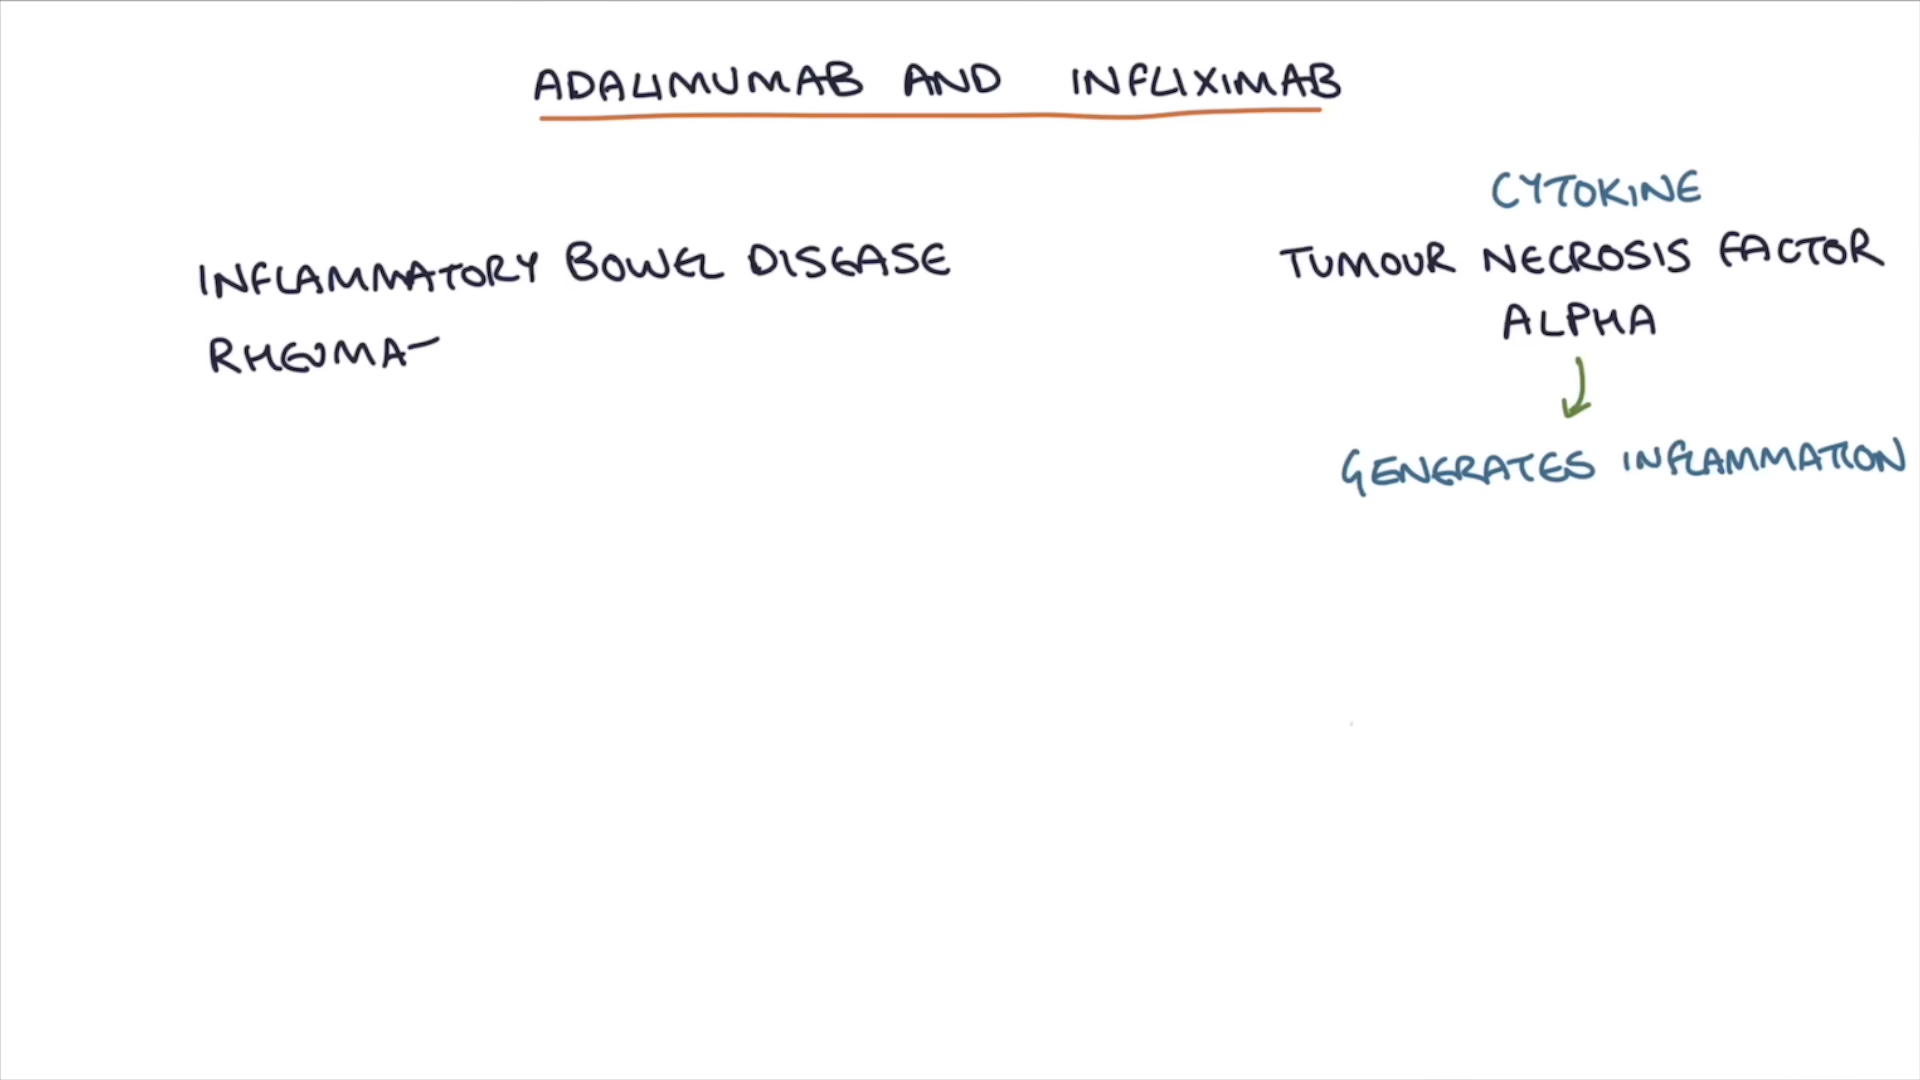 ADALIMUMAB AND INFLIXIMAB
CYTOKINE
INFLAMMATORY BOWEL DISEASE
TUMOUR NECROSIS FACTOR
ALPHA
RHEUMA
GENERATES INFLAMMATION